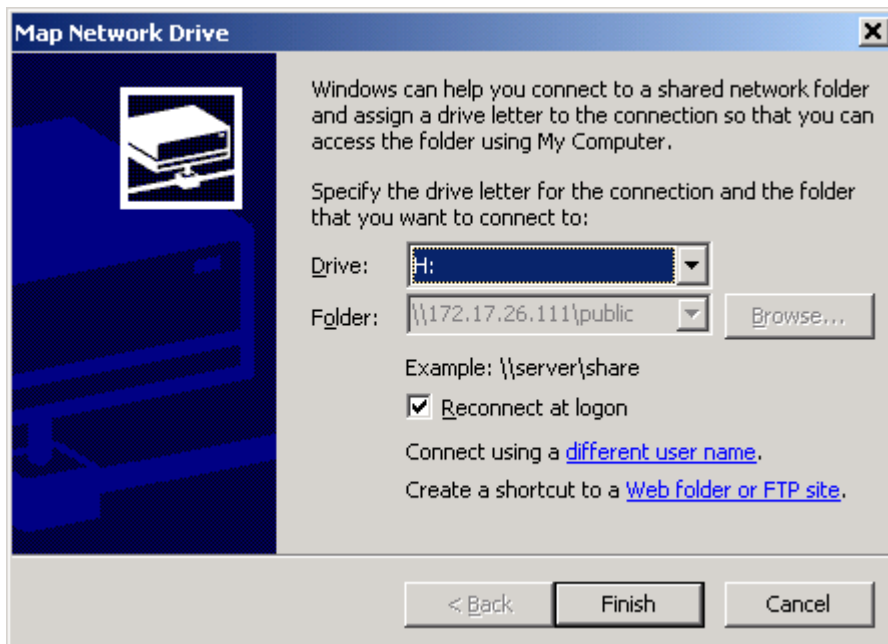 Map Network Drive
Windows can help you connect to a shared network folder
and assign a drive letter to the connection so that you can
access the folder using My Computer.
Specify the drive letter for the connection and the folder
that you want to connect to:
Drive: H:
Folder: \\172.17.26.111\public Browse...
Example: \\server\share
Reconnect at logon
Connect using a different user name.
Create a shortcut to a Web folder or FTP site.
< Back Finish Cancel